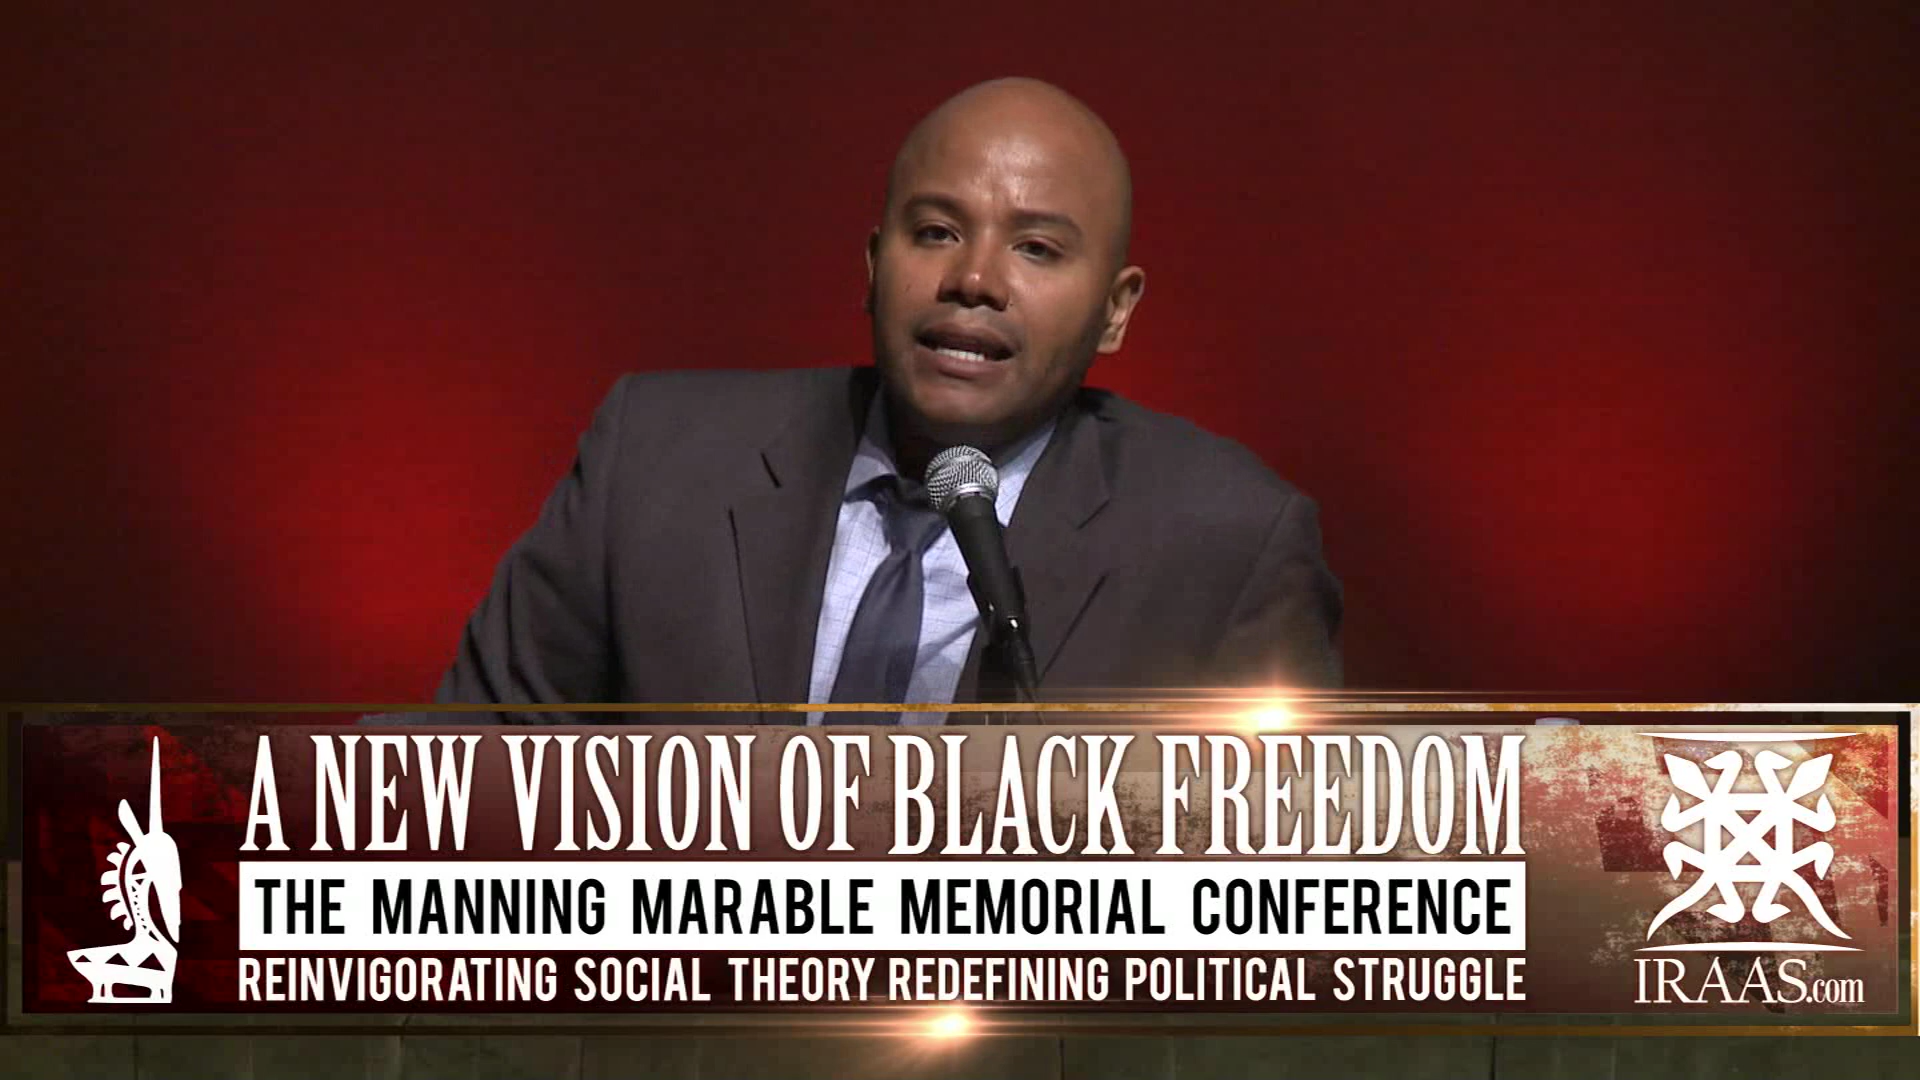 A NEW VISION OF BLACK FREEDOM
THE MANNING MARABLE MEMORIAL CONFERENCE
REINVIGORATING SOCIAL THEORY REDEFINING POLITICAL STRUGGLE
IRAAS.com